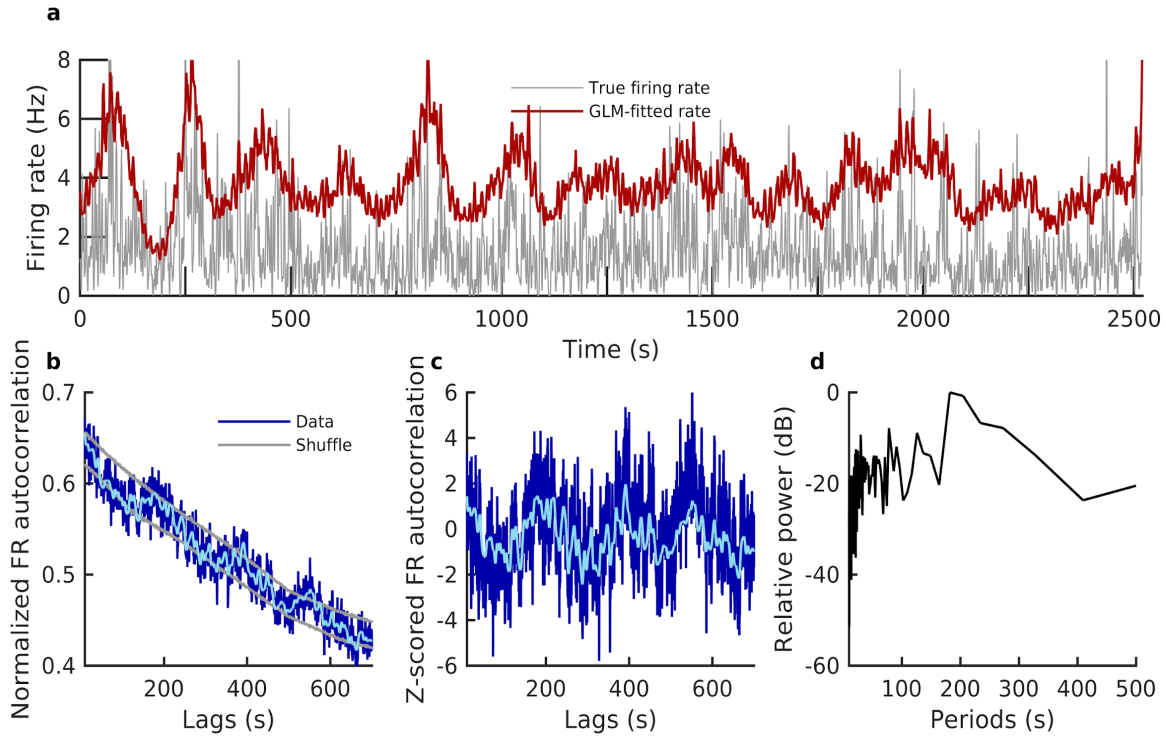 a
8
6
4
2
0
Firing rate (Hz)
True firing rate
GLM-fitted rate
0 500 1000 1500 2000 2500
Time (s)
b
0.7
0.6
0.5
0.4
Normalized FR autocorrelation
Data
Shuffle
200 400 600
Lags (s)
c
6
4
2
0
-2
-4
-6
Z-scored FR autocorrelation
200 400 600
Lags (s)
d
0
-20
-40
-60
Relative power (dB)
100 200 300 400 500
Periods (s)